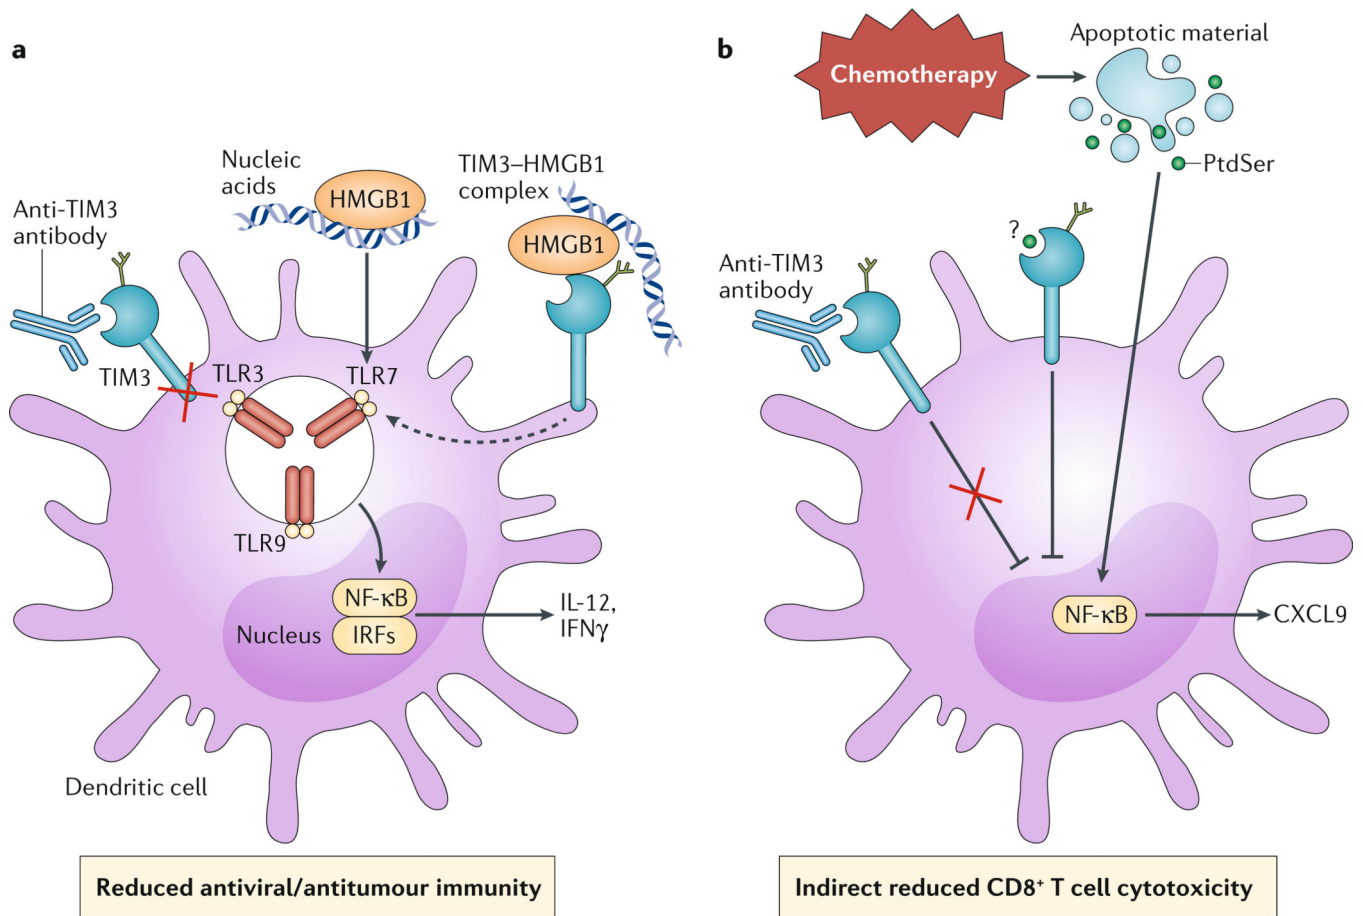 a
Nucleic
acids
HMGB1
TIM3–HMGB1
complex
HMGB1
Anti-TIM3
antibody
TIM3
TLR3
TLR7
TLR9
NF-κB
IRFs
Nucleus
IL-12,
IFNγ
Dendritic cell
Reduced antiviral/antitumour immunity
b
Chemotherapy
Apoptotic material
PtdSer
?
Anti-TIM3
antibody
NF-κB
CXCL9
Indirect reduced CD8⁺ T cell cytotoxicity